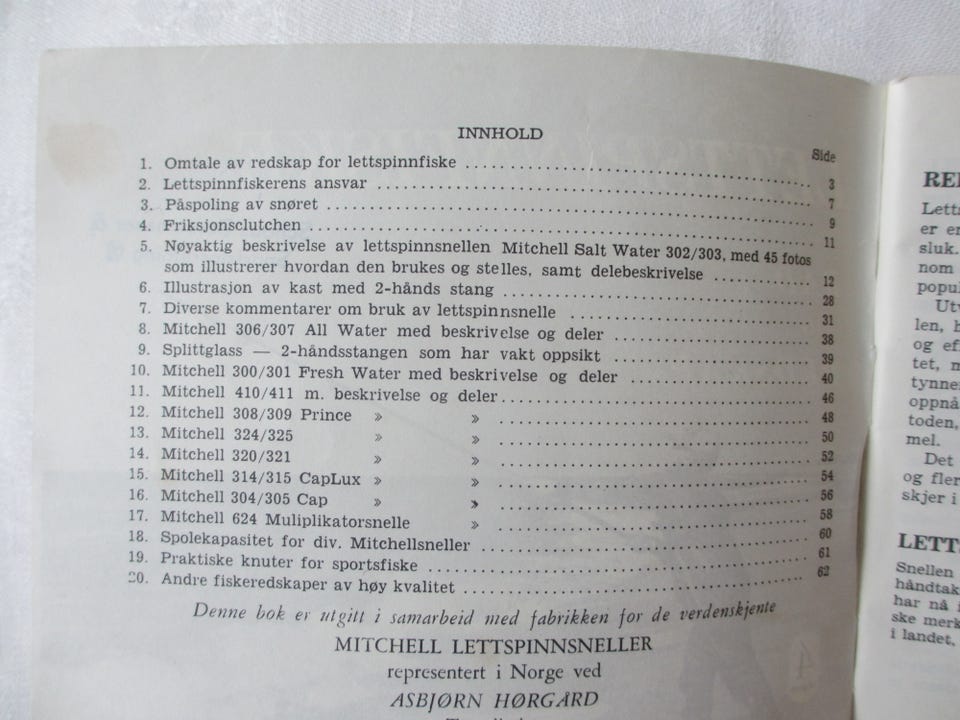 INNHOLD
Side
1. Omtale av redskap for lettspinnfiske ........ 3
2. Lettspinnfiskerens ansvar ........ 7
3. Påspoling av snøret ........ 9
4. Friksjonsclutchen ........ 11
5. Nøyaktig beskrivelse av lettspinnsnellen Mitchell Salt Water 302/303, med 45 fotos
som illustrerer hvordan den brukes og stelles, samt delebeskrivelse ........ 12
6. Illustrasjon av kast med 2-hånds stang ........ 28
7. Diverse kommentarer om bruk av lettspinnsnelle ........ 31
8. Mitchell 306/307 All Water med beskrivelse og deler ........ 38
9. Splittglass — 2-håndsstangen som har vakt oppsikt ........ 39
10. Mitchell 300/301 Fresh Water med beskrivelse og deler ........ 40
11. Mitchell 410/411 m. beskrivelse og deler ........ 46
12. Mitchell 308/309 Prince » » ........ 48
13. Mitchell 324/325 » » ........ 50
14. Mitchell 320/321 » » ........ 52
15. Mitchell 314/315 CapLux » » ........ 54
16. Mitchell 304/305 Cap » » ........ 56
17. Mitchell 624 Muliplikatorsnelle » ........ 58
18. Spolekapasitet for div. Mitchellsneller ........ 60
19. Praktiske knuter for sportsfiske ........ 61
20. Andre fiskeredskaper av høy kvalitet ........ 62
Denne bok er utgitt i samarbeid med fabrikken for de verdenskjente
MITCHELL LETTSPINNSNELLER
representert i Norge ved
ASBJØRN HØRGÅRD
RE
Letts
er en
sluk.
nom
popu
Utv
len, h
og ef
tet, m
tynne
oppnå
toden,
mel.
Det
og fler
skjer i
LETT
Snellen
håndtak
har nå i
ske merk
i landet,